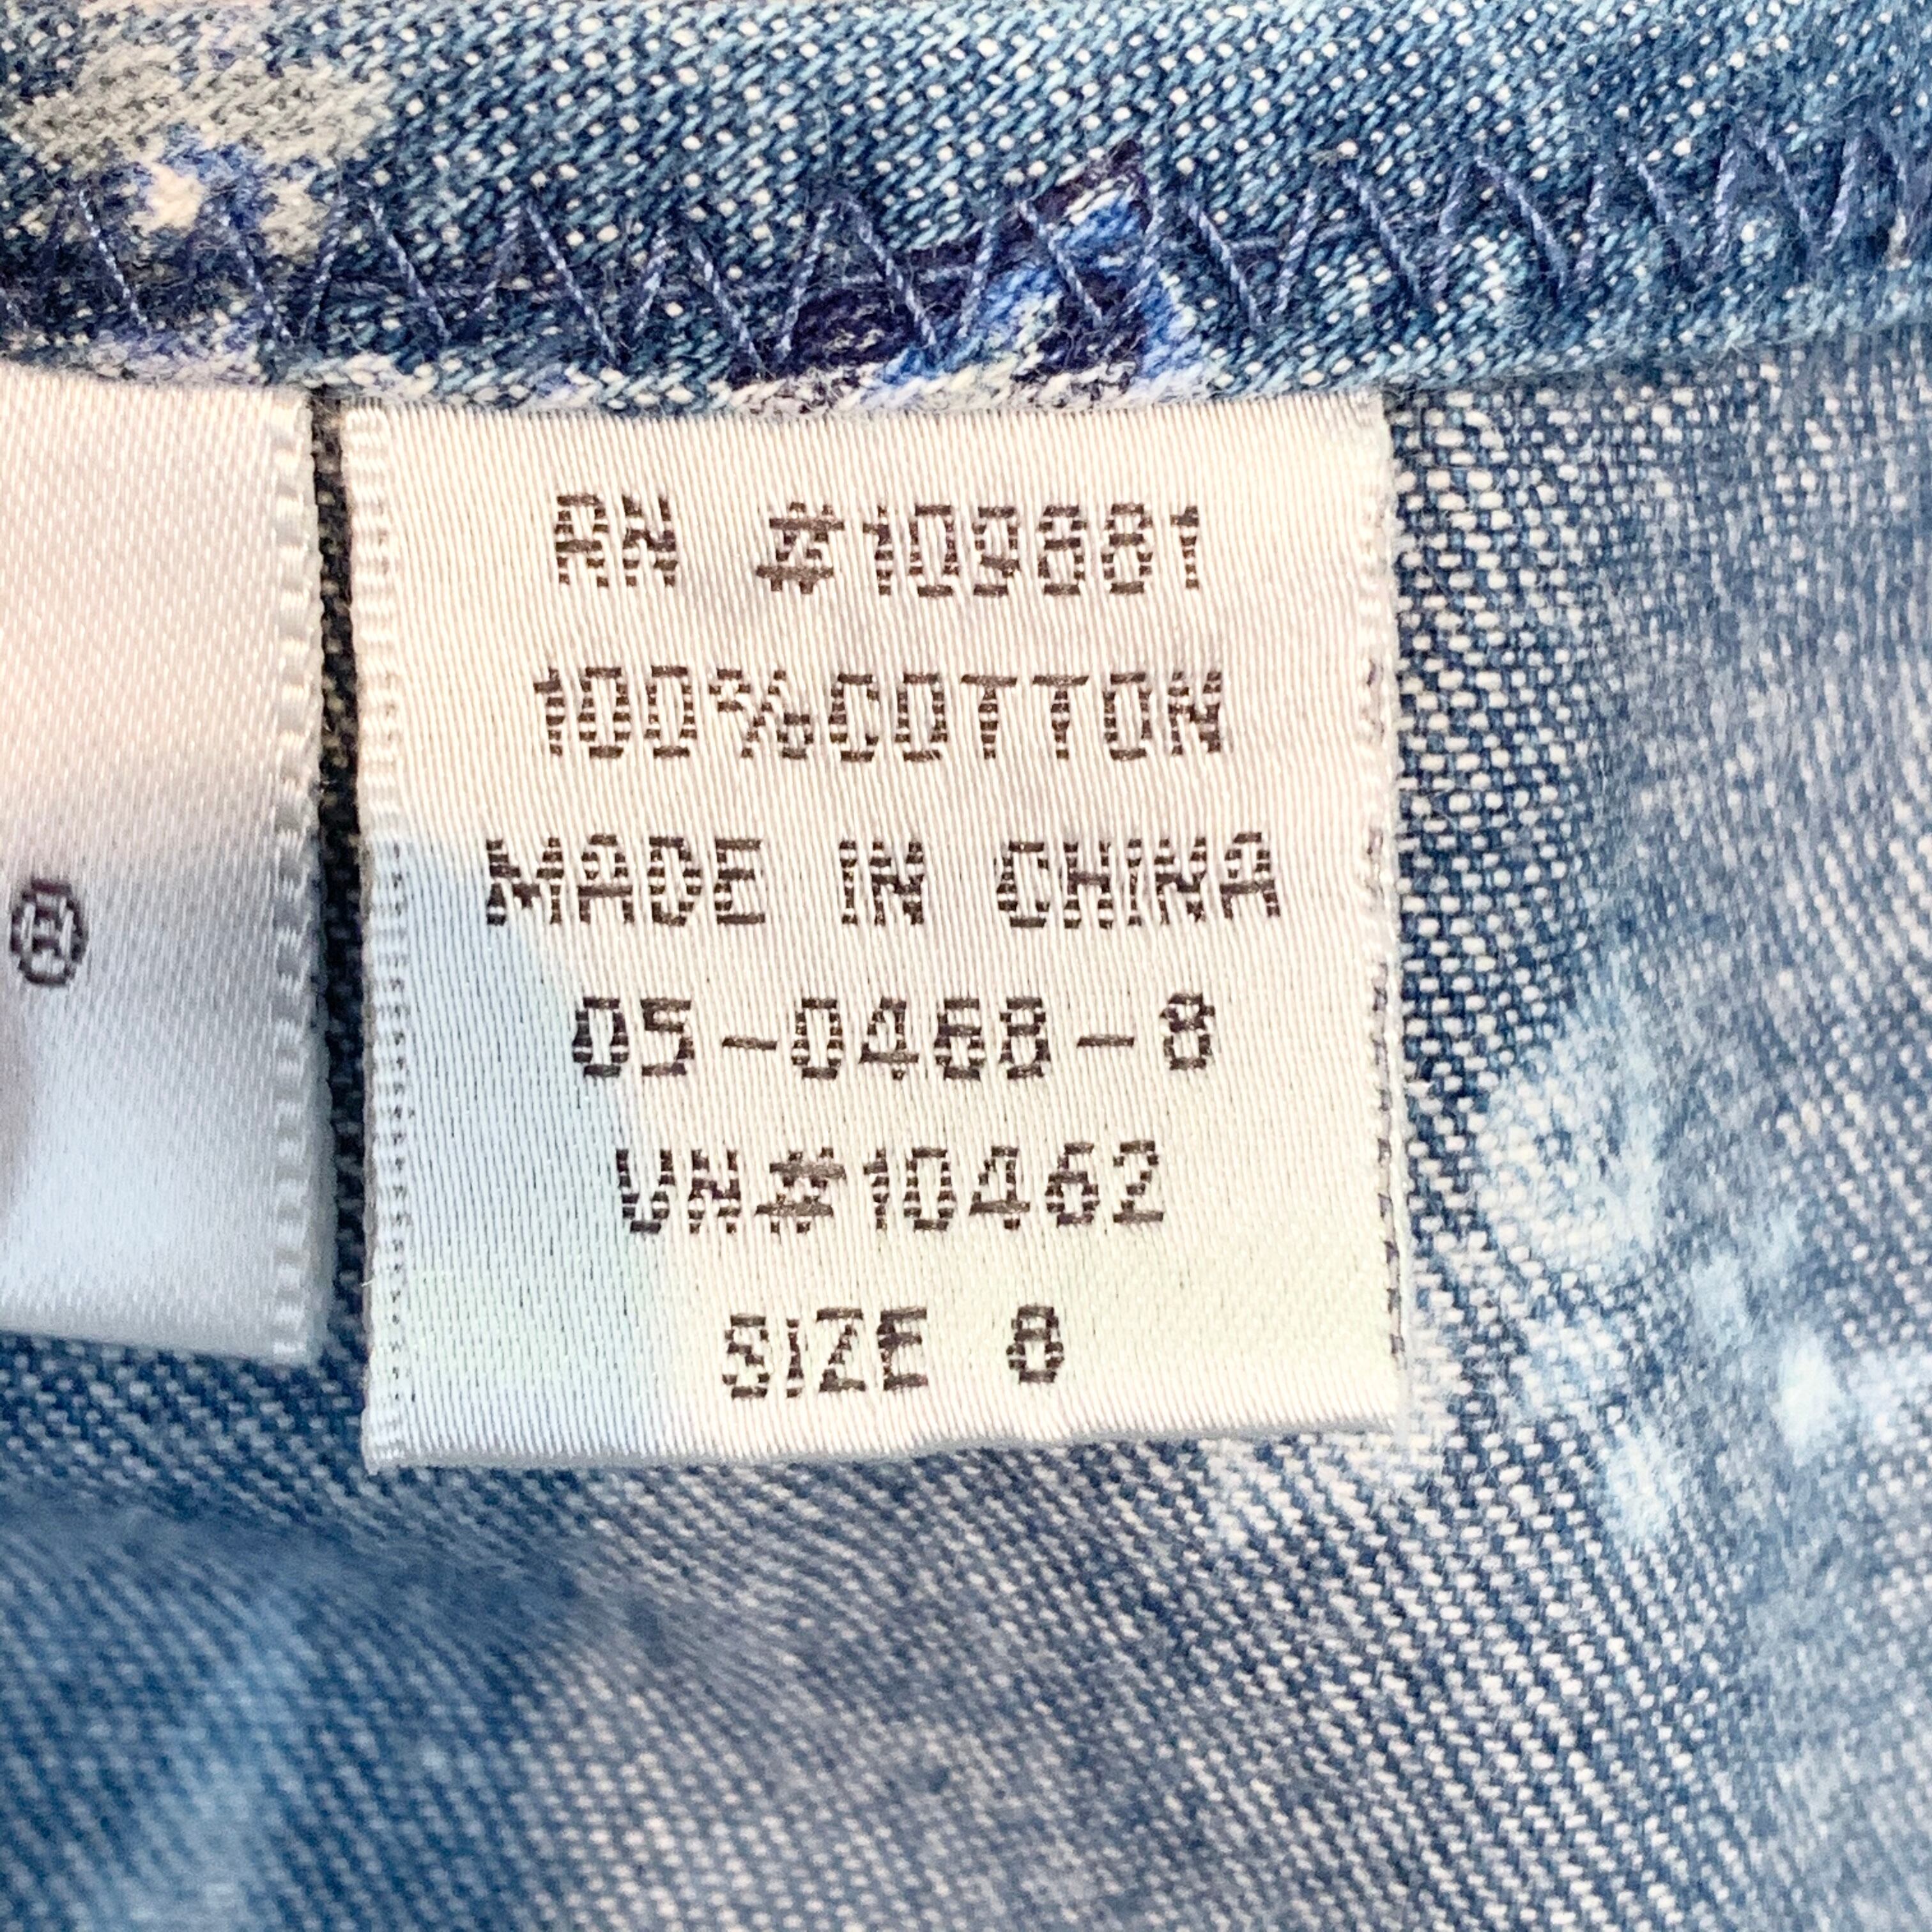 ®
RN #109881
100%COTTON
MADE IN CHINA
05-0468-8
VN#10462
SIZE 8